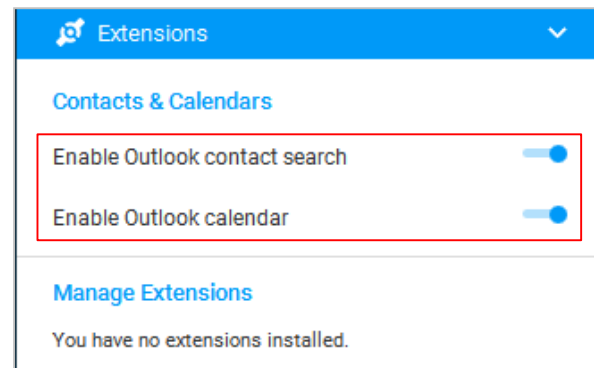 Extensions
Contacts & Calendars
Enable Outlook contact search
Enable Outlook calendar
Manage Extensions
You have no extensions installed.